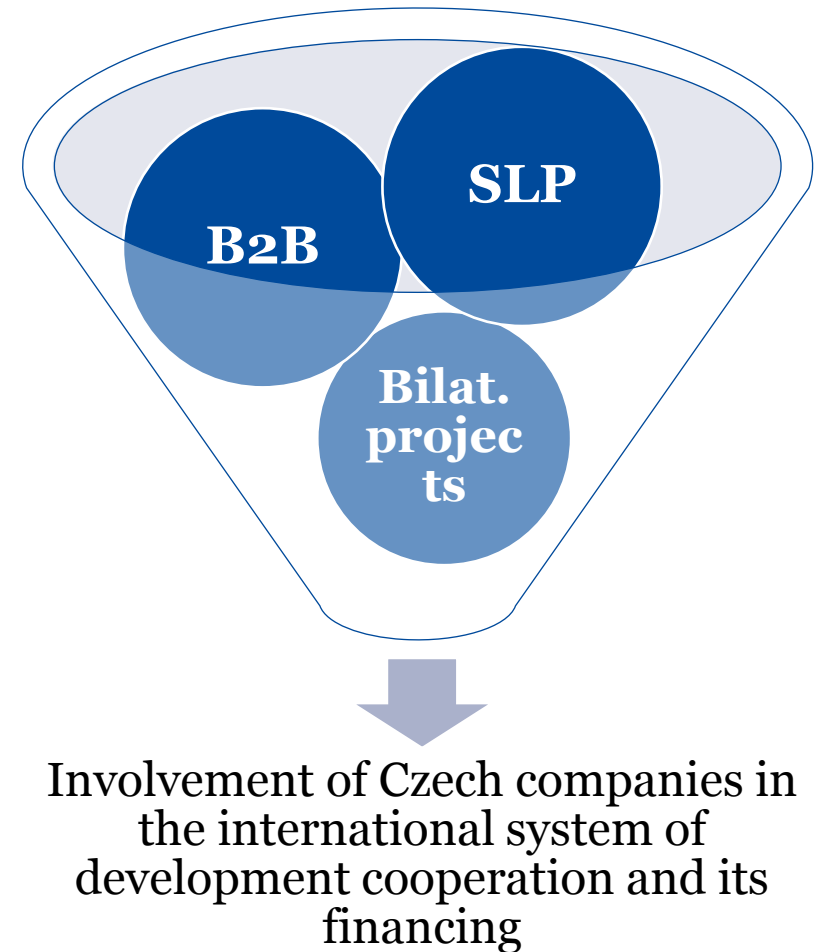 SLP
B2B
Bilat.
projec
ts
Involvement of Czech companies in
the international system of
development cooperation and its
financing